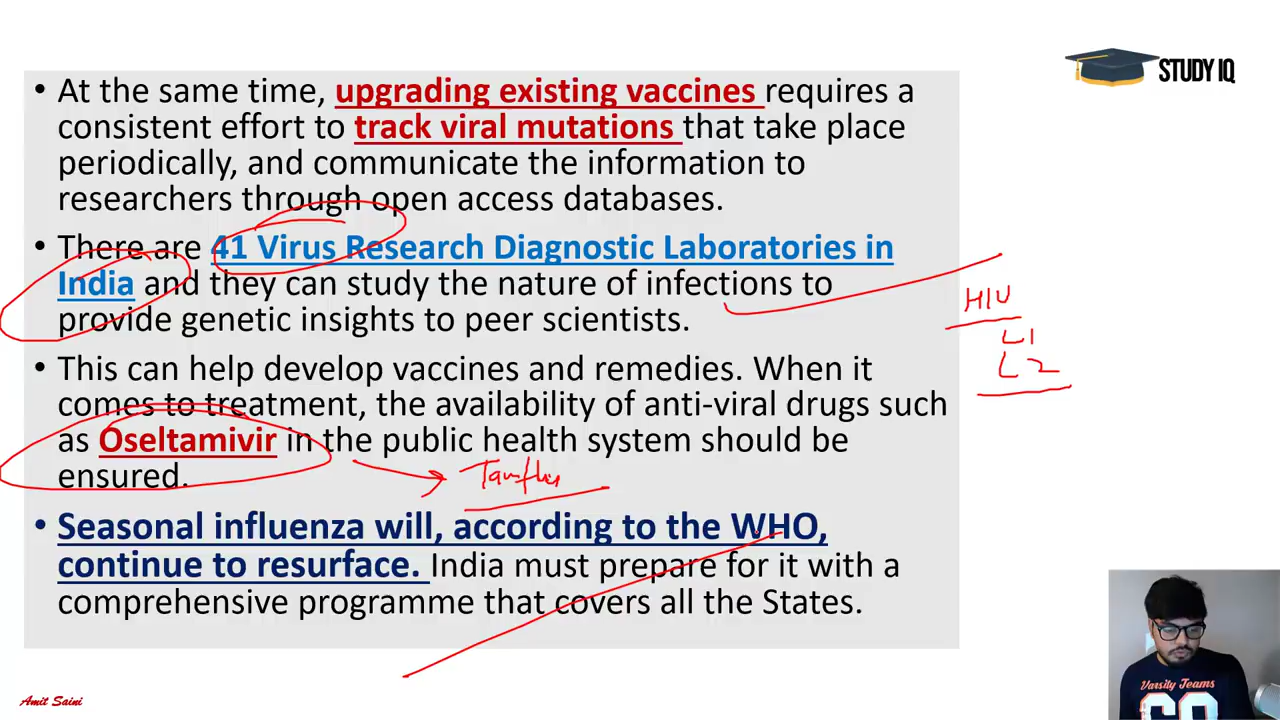 STUDY IQ
• At the same time, upgrading existing vaccines requires a
consistent effort to track viral mutations that take place
periodically, and communicate the information to
researchers through open access databases.
• There are 41 Virus Research Diagnostic Laboratories in
India and they can study the nature of infections to
provide genetic insights to peer scientists.
HIV
L1
L2
• This can help develop vaccines and remedies. When it
comes to treatment, the availability of anti-viral drugs such
as Oseltamivir in the public health system should be
ensured.
• Seasonal influenza will, according to the WHO,
continue to resurface. India must prepare for it with a
comprehensive programme that covers all the States.
Amit Saini
VARSITY TEAMS